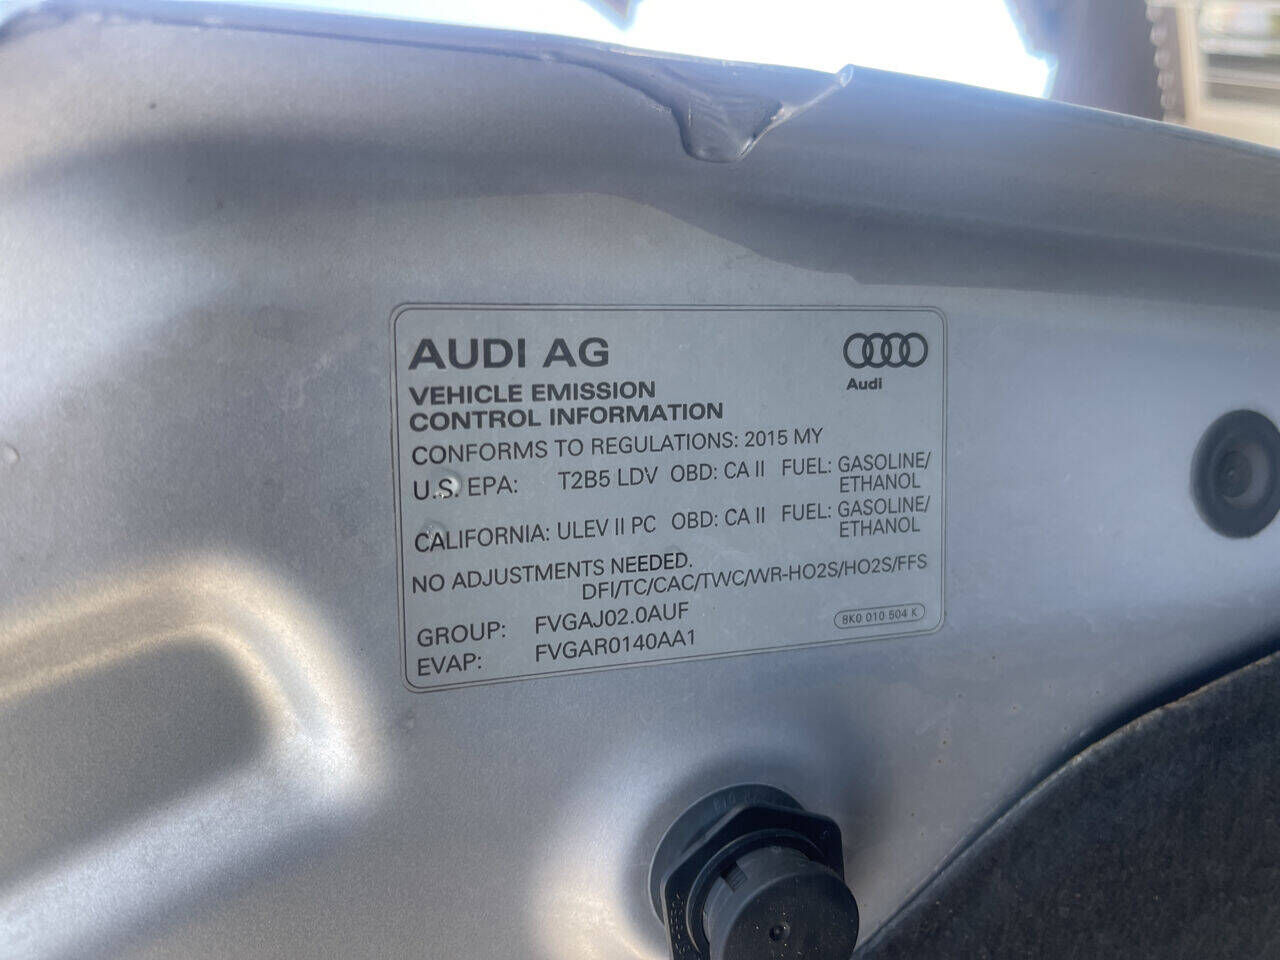 AUDI AG
Audi
VEHICLE EMISSION
CONTROL INFORMATION
CONFORMS TO REGULATIONS: 2015 MY
U.S. EPA: T2B5 LDV OBD: CA II FUEL: GASOLINE/
ETHANOL
CALIFORNIA: ULEV II PC OBD: CA II FUEL: GASOLINE/
ETHANOL
NO ADJUSTMENTS NEEDED.
DFI/TC/CAC/TWC/WR-HO2S/HO2S/FFS
GROUP: FVGAJ02.0AUF
EVAP: FVGAR0140AA1
8K0 010 504 K